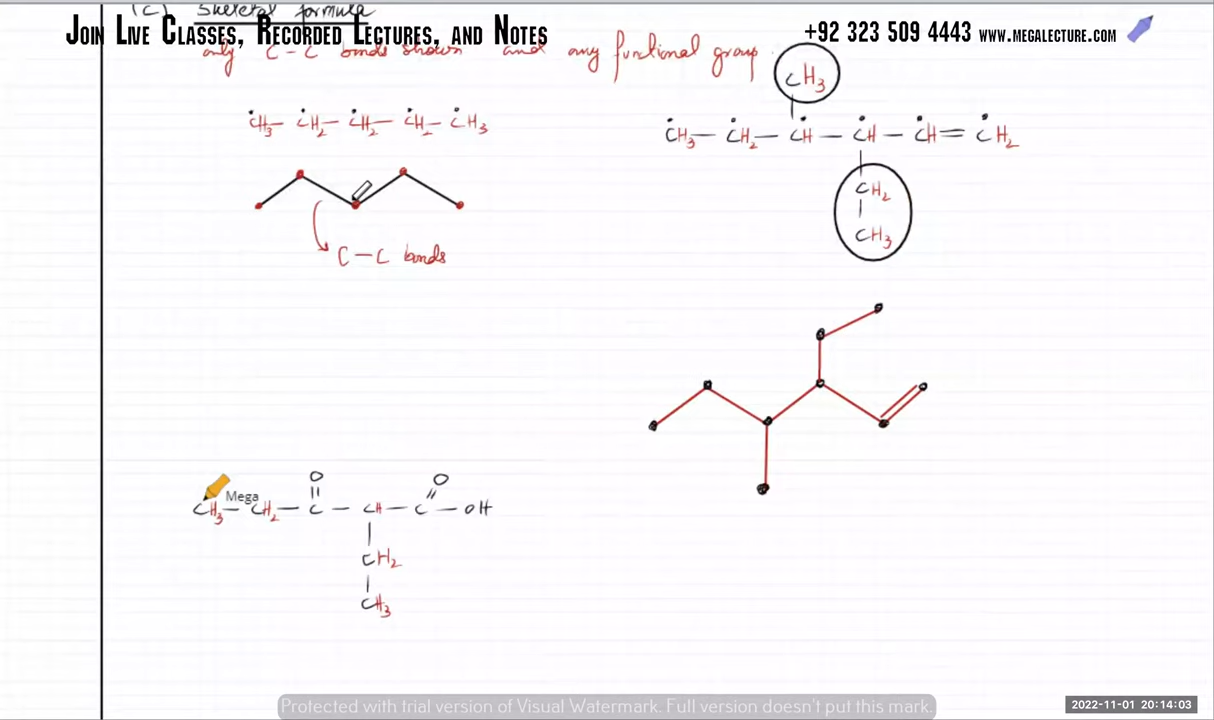 (c) Skeletal formula
JOIN LIVE CLASSES, RECORDED LECTURES, AND NOTES
+92 323 509 4443 www.megalecture.com
only C-C bonds shown and any functional group
CH3
CH3-CH2-CH2-CH2-CH3
CH3-CH2-CH-CH-CH=CH2
CH2
CH3
C-C bonds
O O
Mega
CH3-CH2-C-CH-C-OH
CH2
CH3
Protected with trial version of Visual Watermark. Full version doesn't put this mark.
2022-11-01 20:14:03